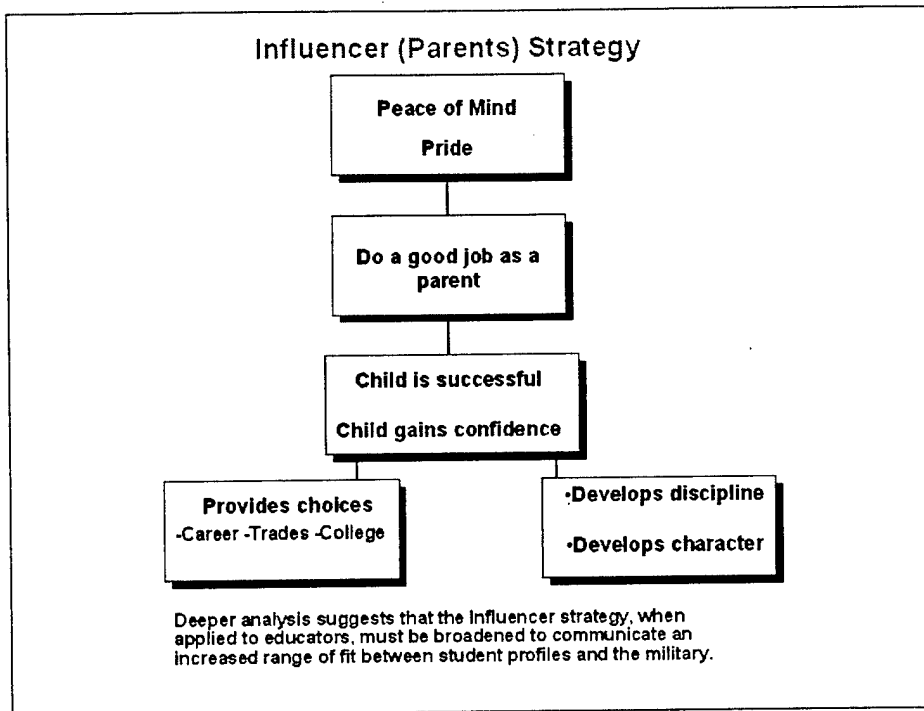 Influencer (Parents) Strategy
Peace of Mind
Pride
Do a good job as a
parent
Child is successful
Child gains confidence
Provides choices
-Career -Trades -College
•Develops discipline
•Develops character
Deeper analysis suggests that the Influencer strategy, when
applied to educators, must be broadened to communicate an
increased range of fit between student profiles and the military.